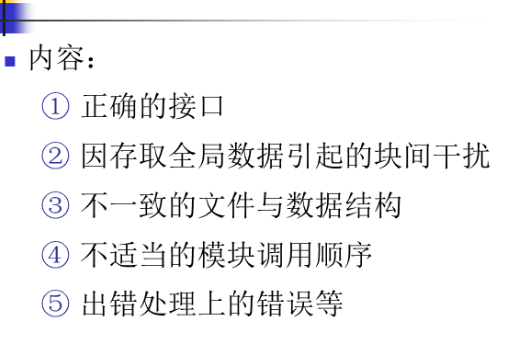 内容：
① 正确的接口
② 因存取全局数据引起的块间干扰
③ 不一致的文件与数据结构
④ 不适当的模块调用顺序
⑤ 出错处理上的错误等